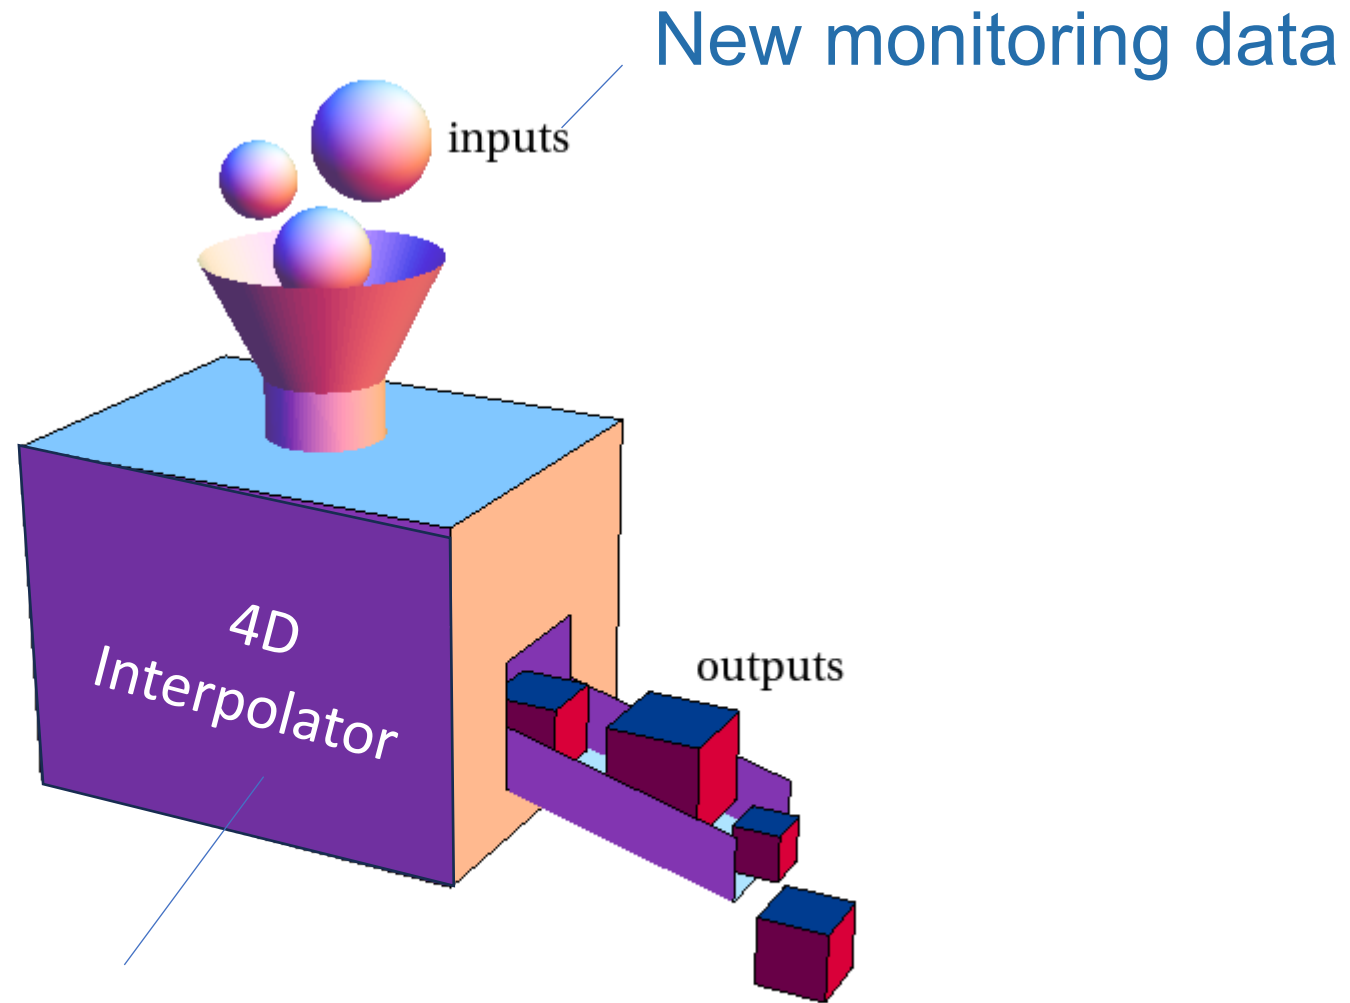 New monitoring data
inputs
4D
Interpolator
outputs